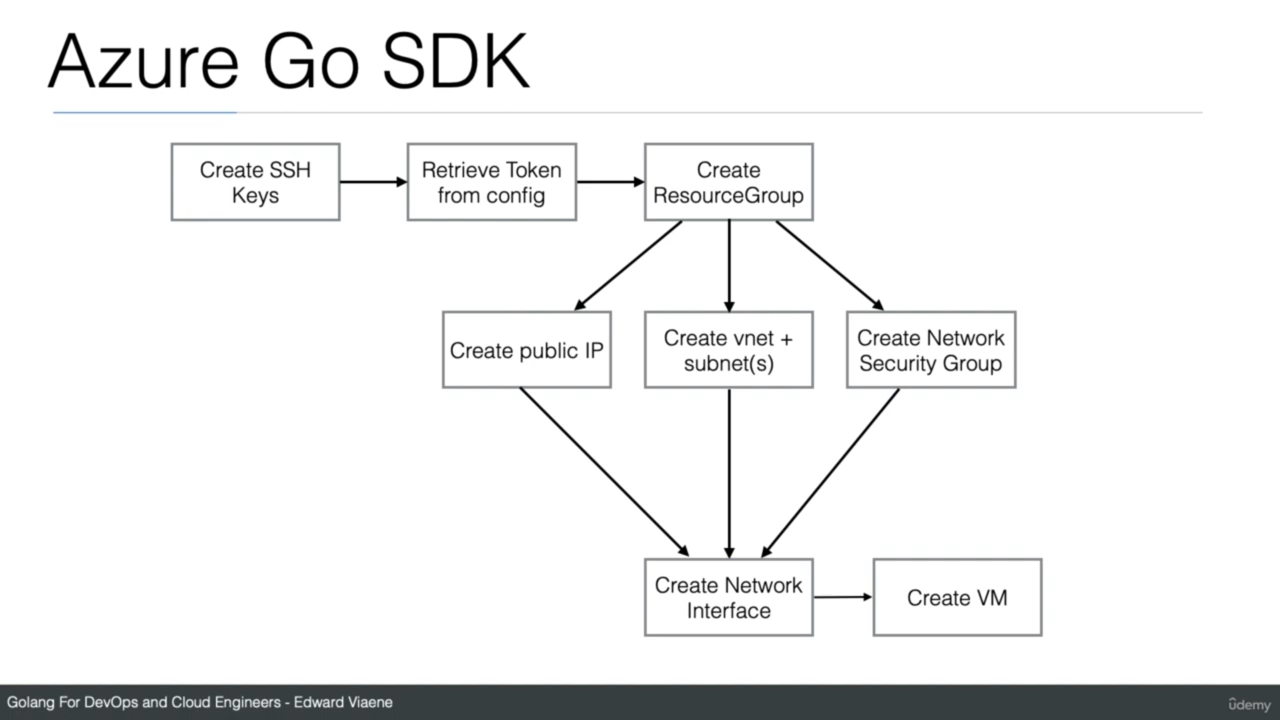 Azure Go SDK
Create SSH
Keys
Retrieve Token
from config
Create
ResourceGroup
Create public IP
Create vnet +
subnet(s)
Create Network
Security Group
Create Network
Interface
Create VM
Golang For DevOps and Cloud Engineers - Edward Viaene
ûdemy